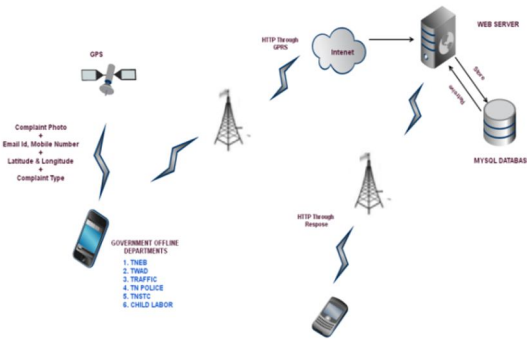 GPS
Complaint Photo
+
Email Id, Mobile Number
+
Latitude & Longitude
+
Complaint Type
GOVERNMENT OFFLINE
DEPARTMENTS
1. TNEB
2. TWAD
3. TRAFFIC
4. TN POLICE
5. TNSTC
6. CHILD LABOR
HTTP Through
GPRS
Intenet
WEB SERVER
Store
MYSQL DATABAS
HTTP Through
Respose